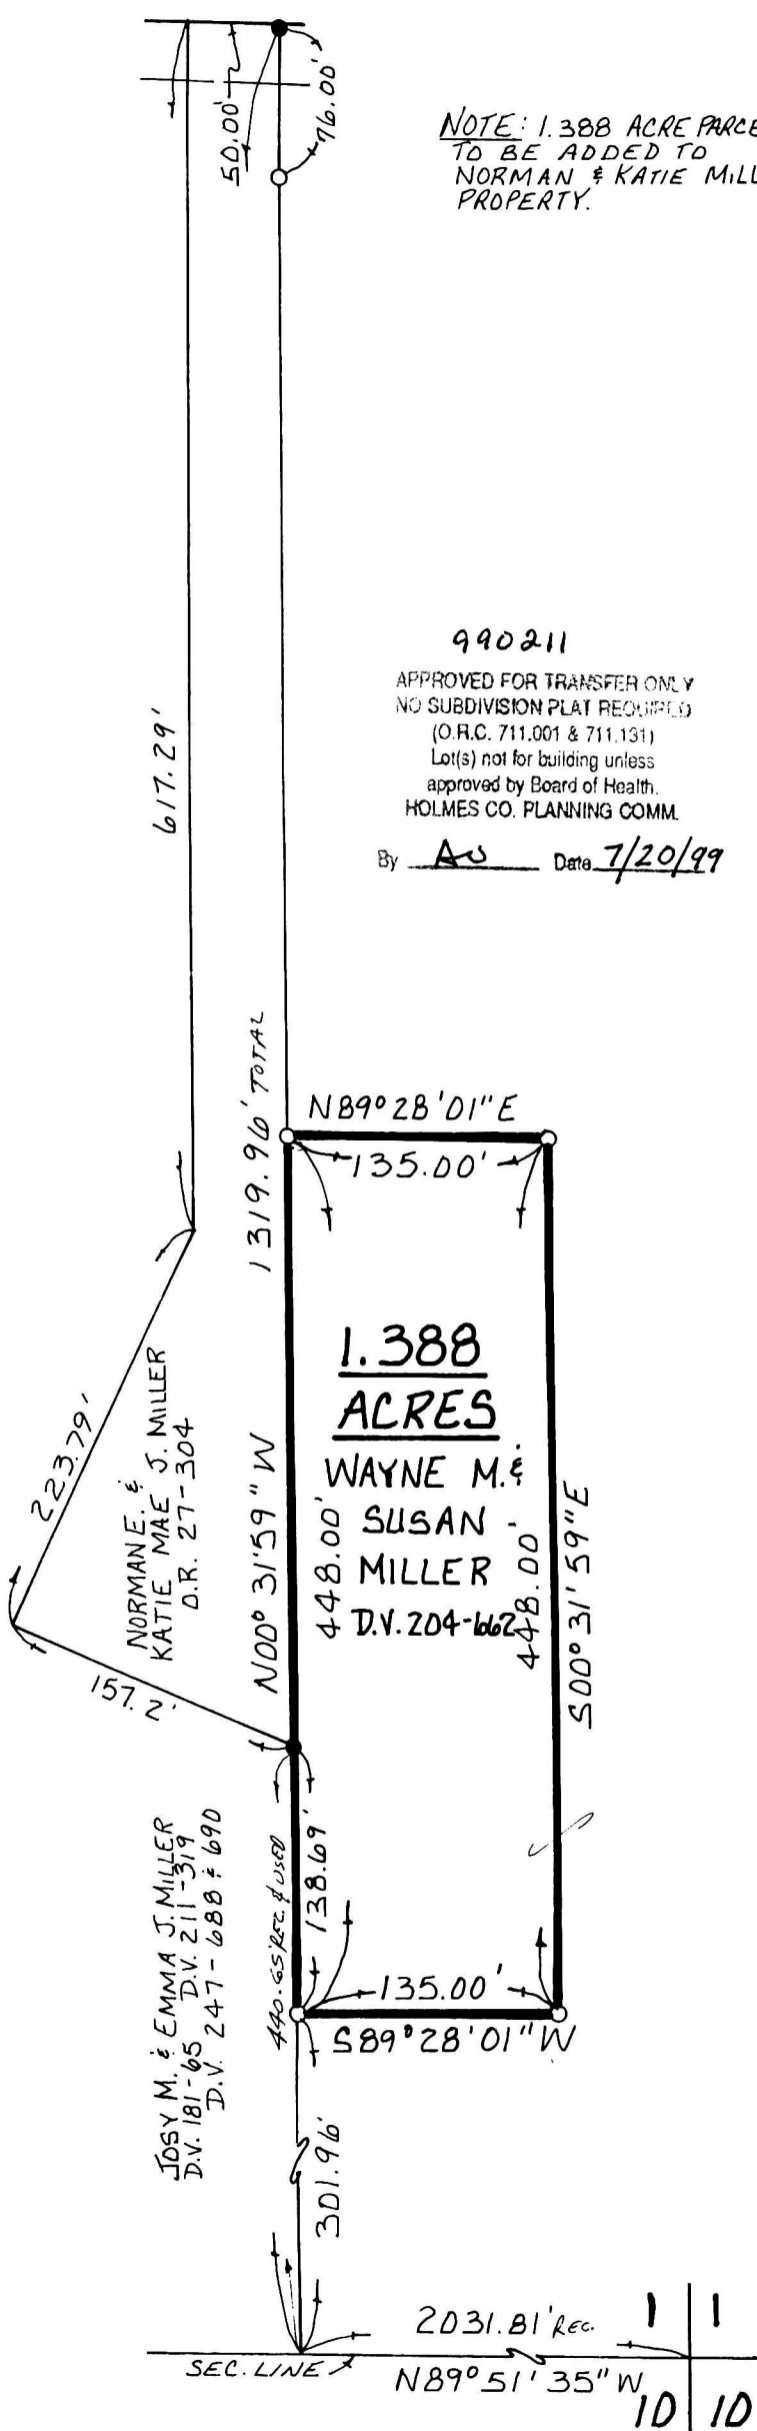 50.00'
76.00'
NOTE: 1.388 ACRE PARCE
TO BE ADDED TO
NORMAN & KATIE MILL
PROPERTY.
990211
APPROVED FOR TRANSFER ONLY
NO SUBDIVISION PLAT REQUIRED
(O.R.C. 711.001 & 711.131)
Lot(s) not for building unless
approved by Board of Health.
HOLMES CO. PLANNING COMM.
By Date 7/20/99
617.29'
1319.96' TOTAL
N89°28'01"E
135.00'
1.388
ACRES
WAYNE M. &
SUSAN
MILLER
D.V. 204-662
448.00'
448.00'
N00°31'59"W
S00°31'59"E
223.79'
NORMAN E. &
KATIE MAE J. MILLER
O.R. 27-304
157.2'
JOSY M. & EMMA J. MILLER
D.V. 181-65 D.V. 211-319
D.V. 247-688 & 690
440.65' REC. & USED
138.69'
135.00'
S89°28'01"W
301.96'
2031.81' REC.
SEC. LINE
N89°51'35"W
1 1
10 10